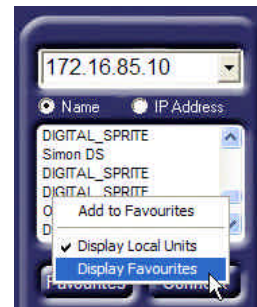 172.16.85.10
Name IP Address
DIGITAL_SPRITE
Simon DS
DIGITAL_SPRITE
DIGITAL_SPRITE
O
D
Add to Favourites
Display Local Units
Display Favourites